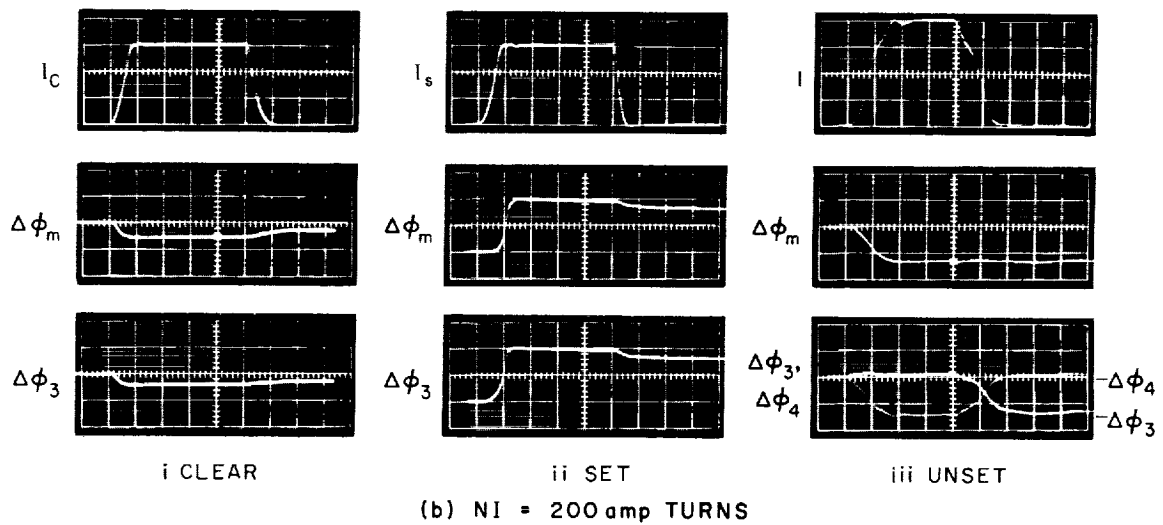 I_C
I_s
I
Δϕ_m
Δϕ_m
Δϕ_m
Δϕ_3
Δϕ_3
Δϕ_3,
Δϕ_4
Δϕ_4
Δϕ_3
i CLEAR
ii SET
iii UNSET
(b) NI = 200 amp TURNS